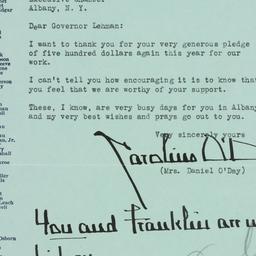 Albany, N. Y.
Dear Governor Lehman:
I want to thank you for your very generous pledge
of five hundred dollars again this year for our
work.
I can't tell you how encouraging it is to know that
you feel that we are worthy of your support.
These, I know, are very busy days for you in Albany
and my very best wishes and prayers go out to you.
Very sincerely yours
Caroline O'D
(Mrs. Daniel O'Day)
You and Franklin are u